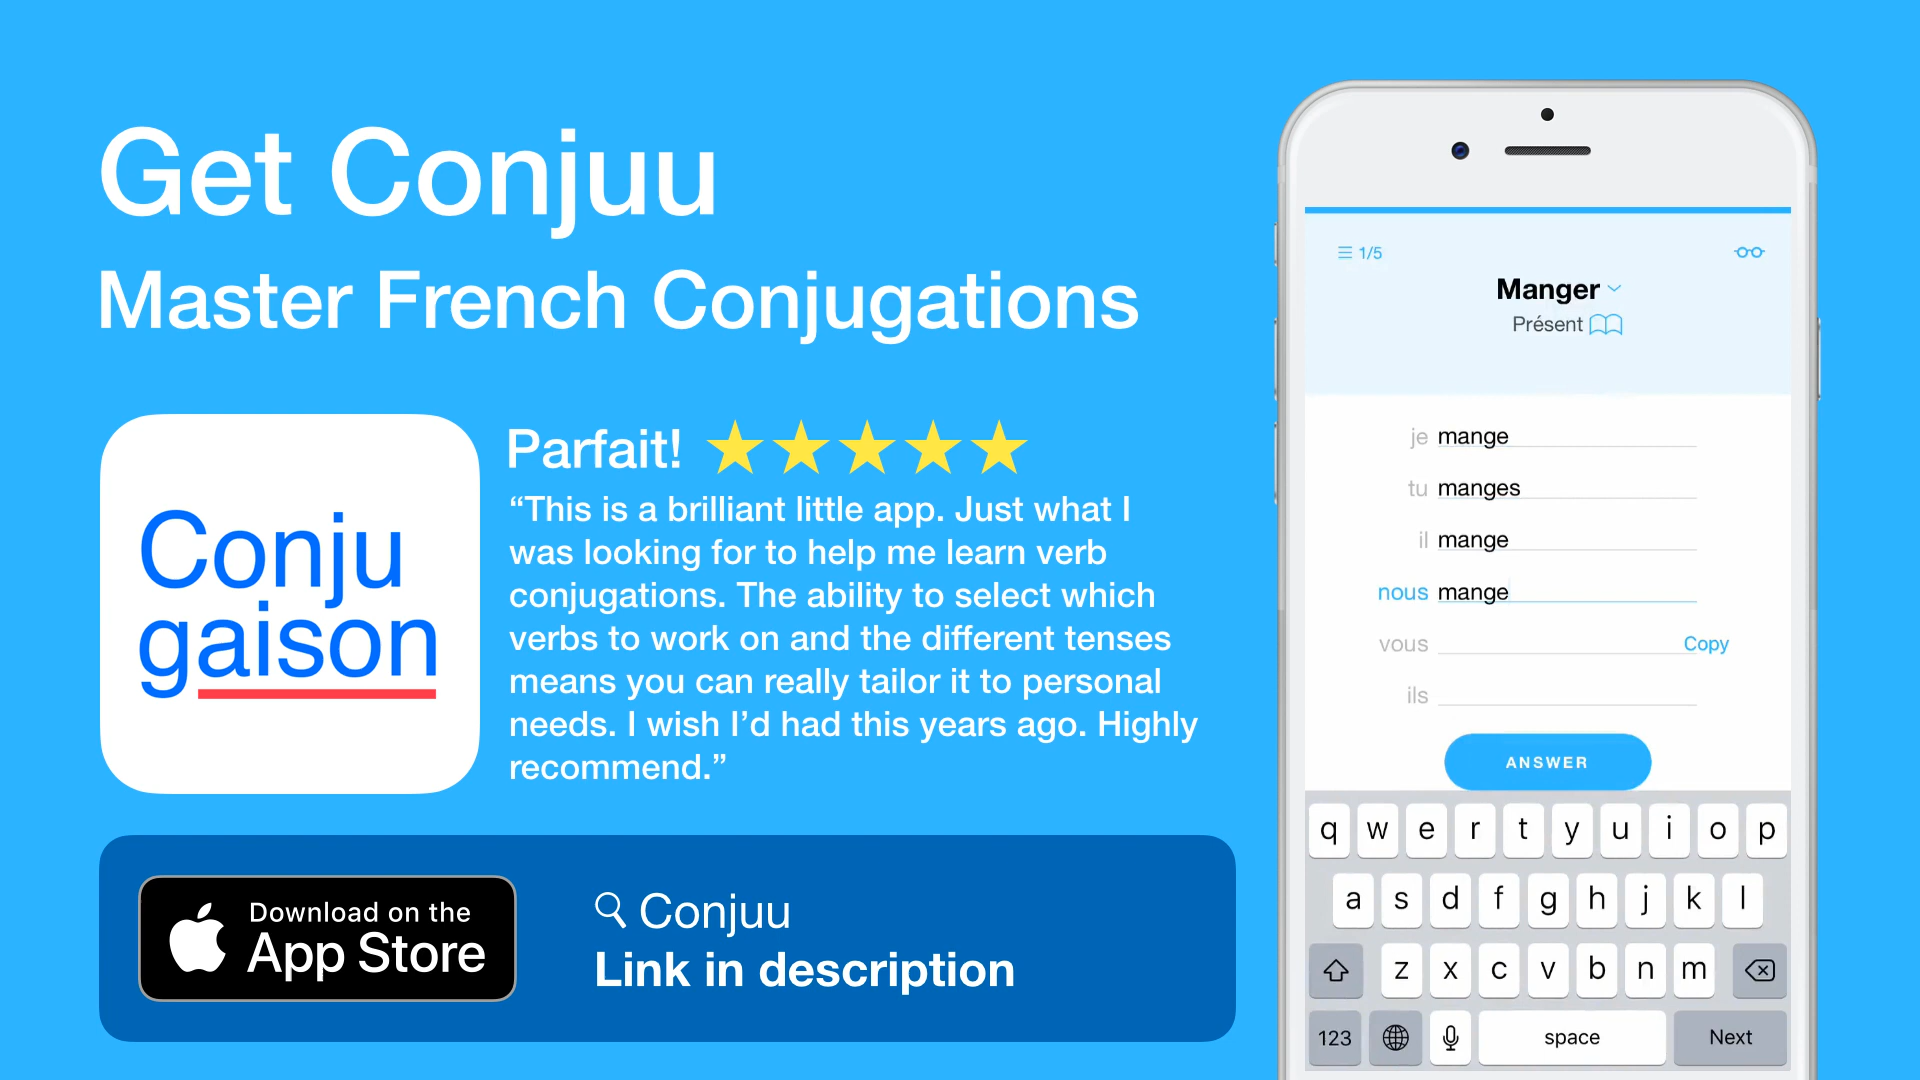 Get Conjuu
Master French Conjugations
Conju
gaison
Parfait!
“This is a brilliant little app. Just what I
was looking for to help me learn verb
conjugations. The ability to select which
verbs to work on and the different tenses
means you can really tailor it to personal
needs. I wish I’d had this years ago. Highly
recommend.”
Download on the
App Store
Conjuu
Link in description
1/5
Manger
Présent
je mange
tu manges
il mange
nous mange
vous Copy
ils
ANSWER
q w e r t y u i o p
a s d f g h j k l
z x c v b n m
123 space Next